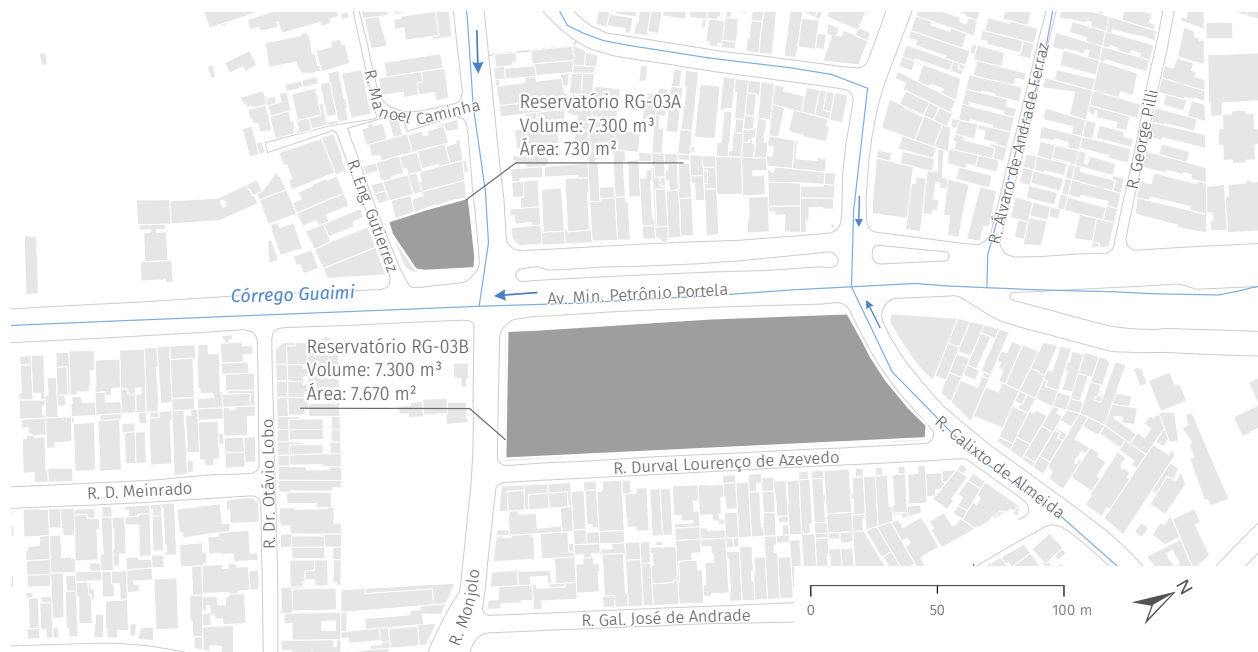 R. Manoel Caminha
Reservatório RG-03A
Volume: 7.300 m³
Área: 730 m²
R. Álvaro de Andrade Ferraz
R. George Pilli
R. Eng. Gutierrez
Córrego Guaimi
Av. Min. Petrônio Portela
Reservatório RG-03B
Volume: 7.300 m³
Área: 7.670 m²
R. Calixto de Almeida
R. Durval Lourenço de Azevedo
R. D. Meinrado
R. Dr. Otávio Lobo
R. Monjolo
R. Gal. José de Andrade
0 50 100 m
N